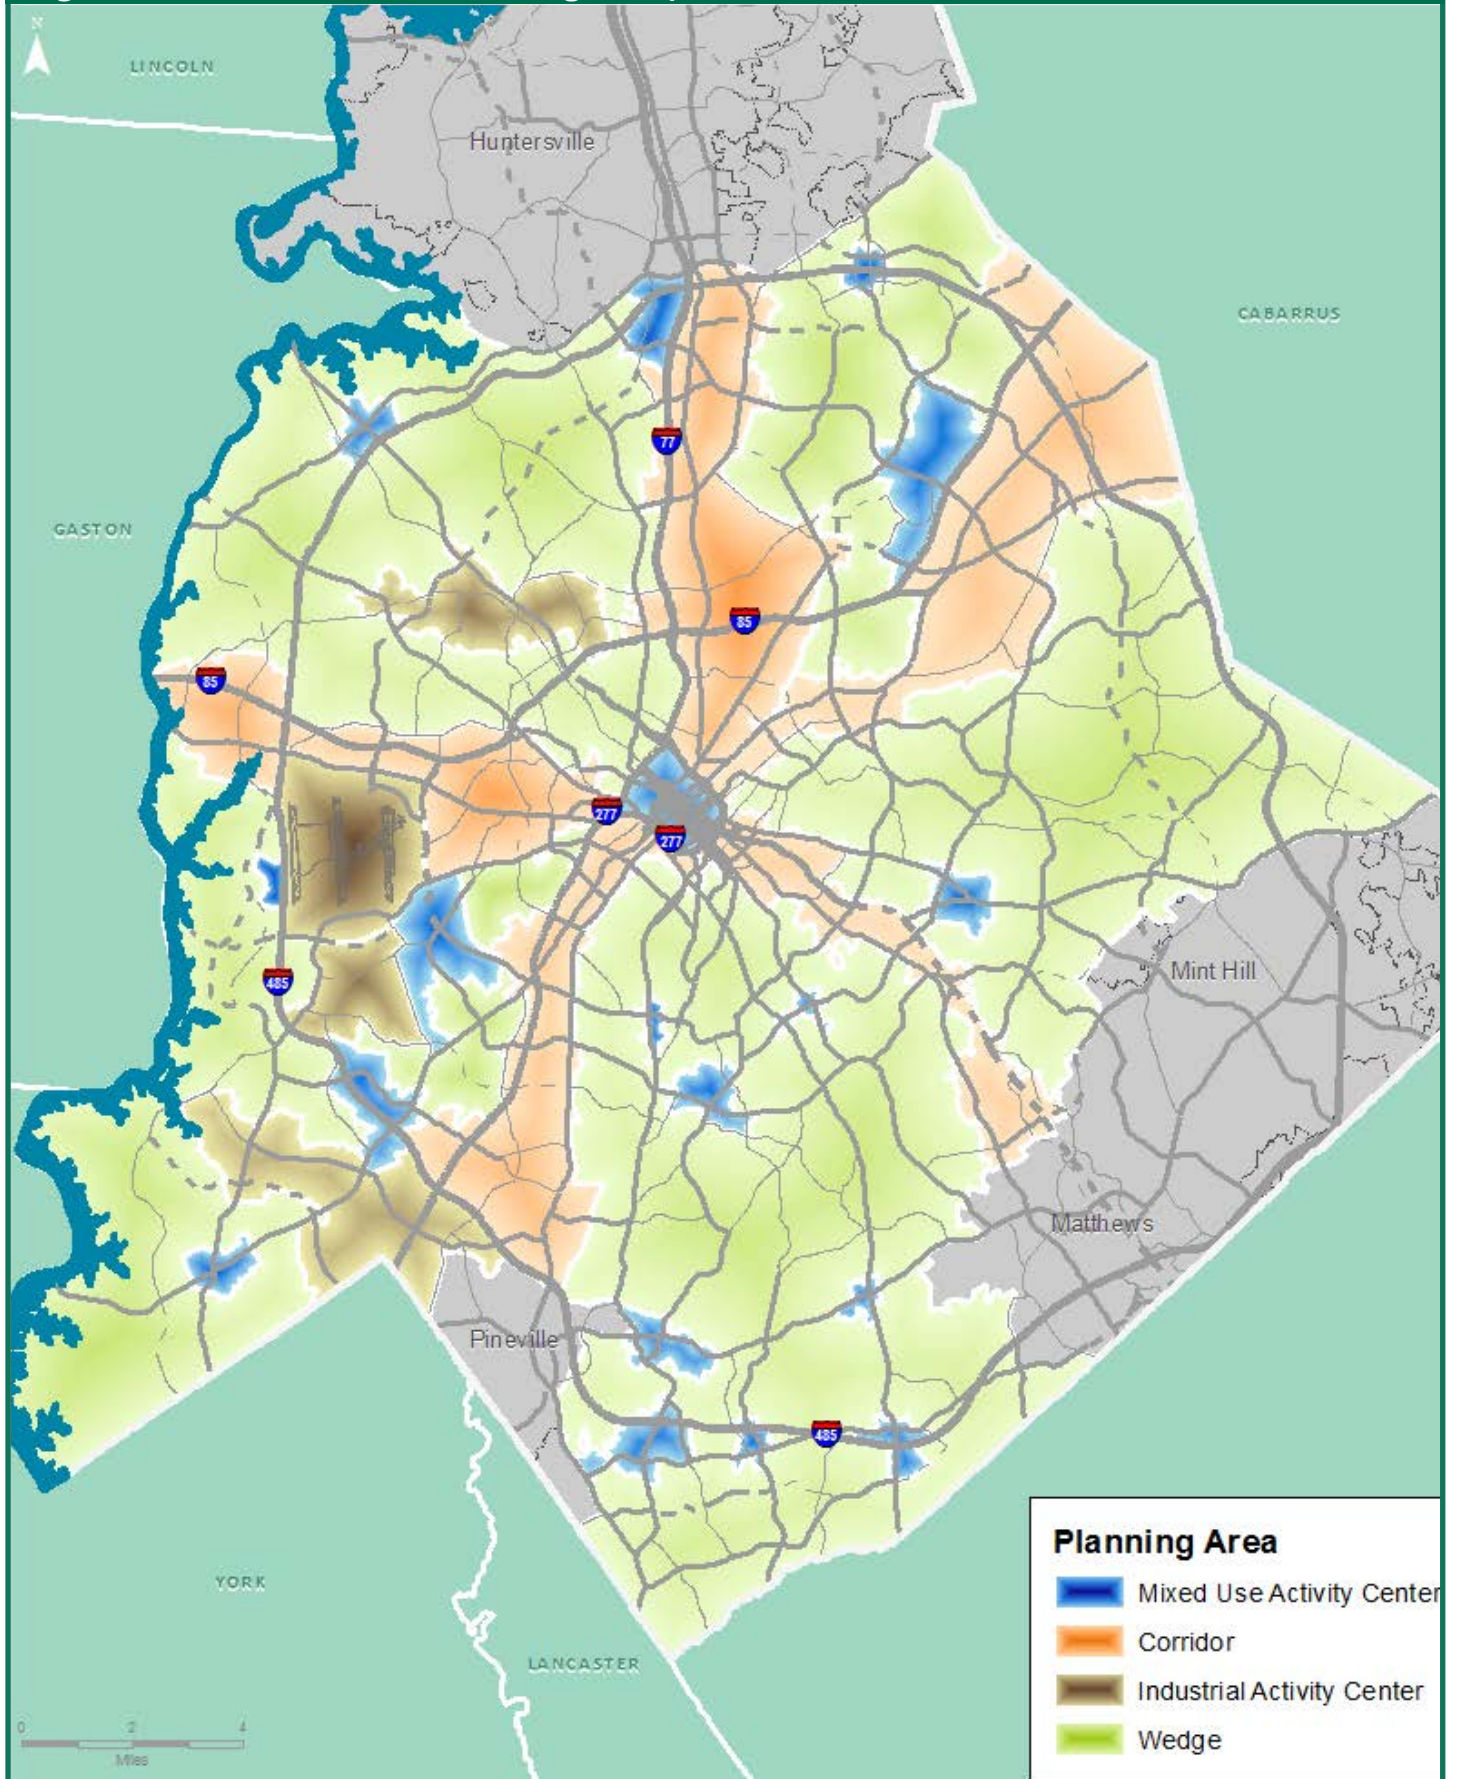 N
LINCOLN
Huntersville
CABARRUS
77
GASTON
85
85
277
277
Mint Hill
485
Matthews
Pineville
485
YORK
LANCASTER
Planning Area
Mixed Use Activity Center
Corridor
Industrial Activity Center
Wedge
0 2 4
Miles